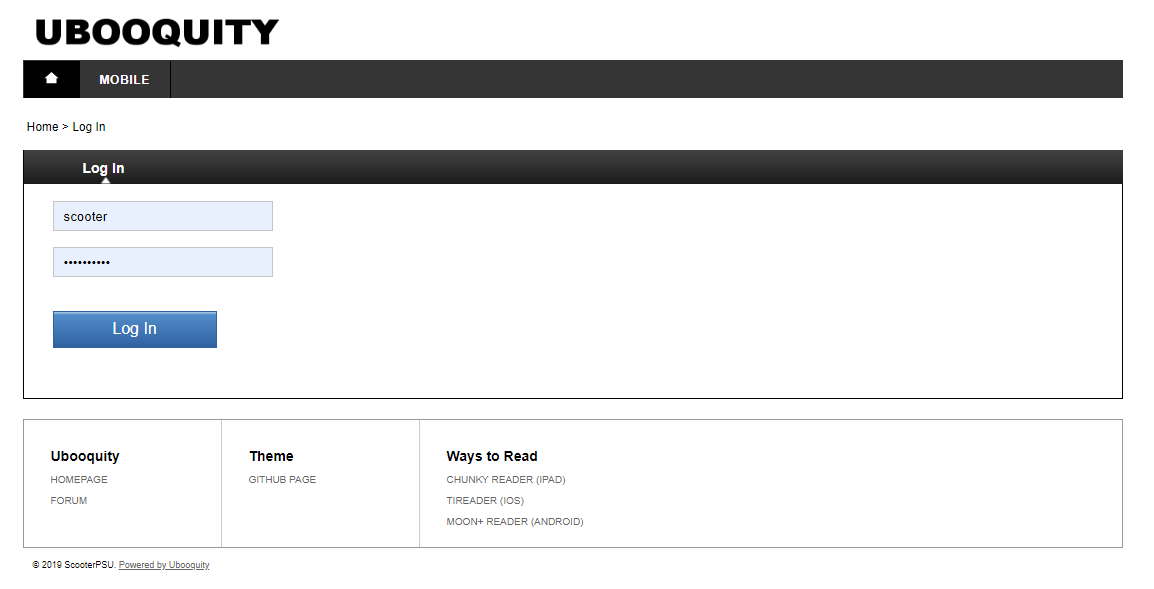 UBOOQUITY
MOBILE
Home > Log In
Log In
scooter
••••••••••
Log In
Ubooquity
HOMEPAGE
FORUM
Theme
GITHUB PAGE
Ways to Read
CHUNKY READER (IPAD)
TIREADER (IOS)
MOON+ READER (ANDROID)
© 2019 ScooterPSU. Powered by Ubooquity